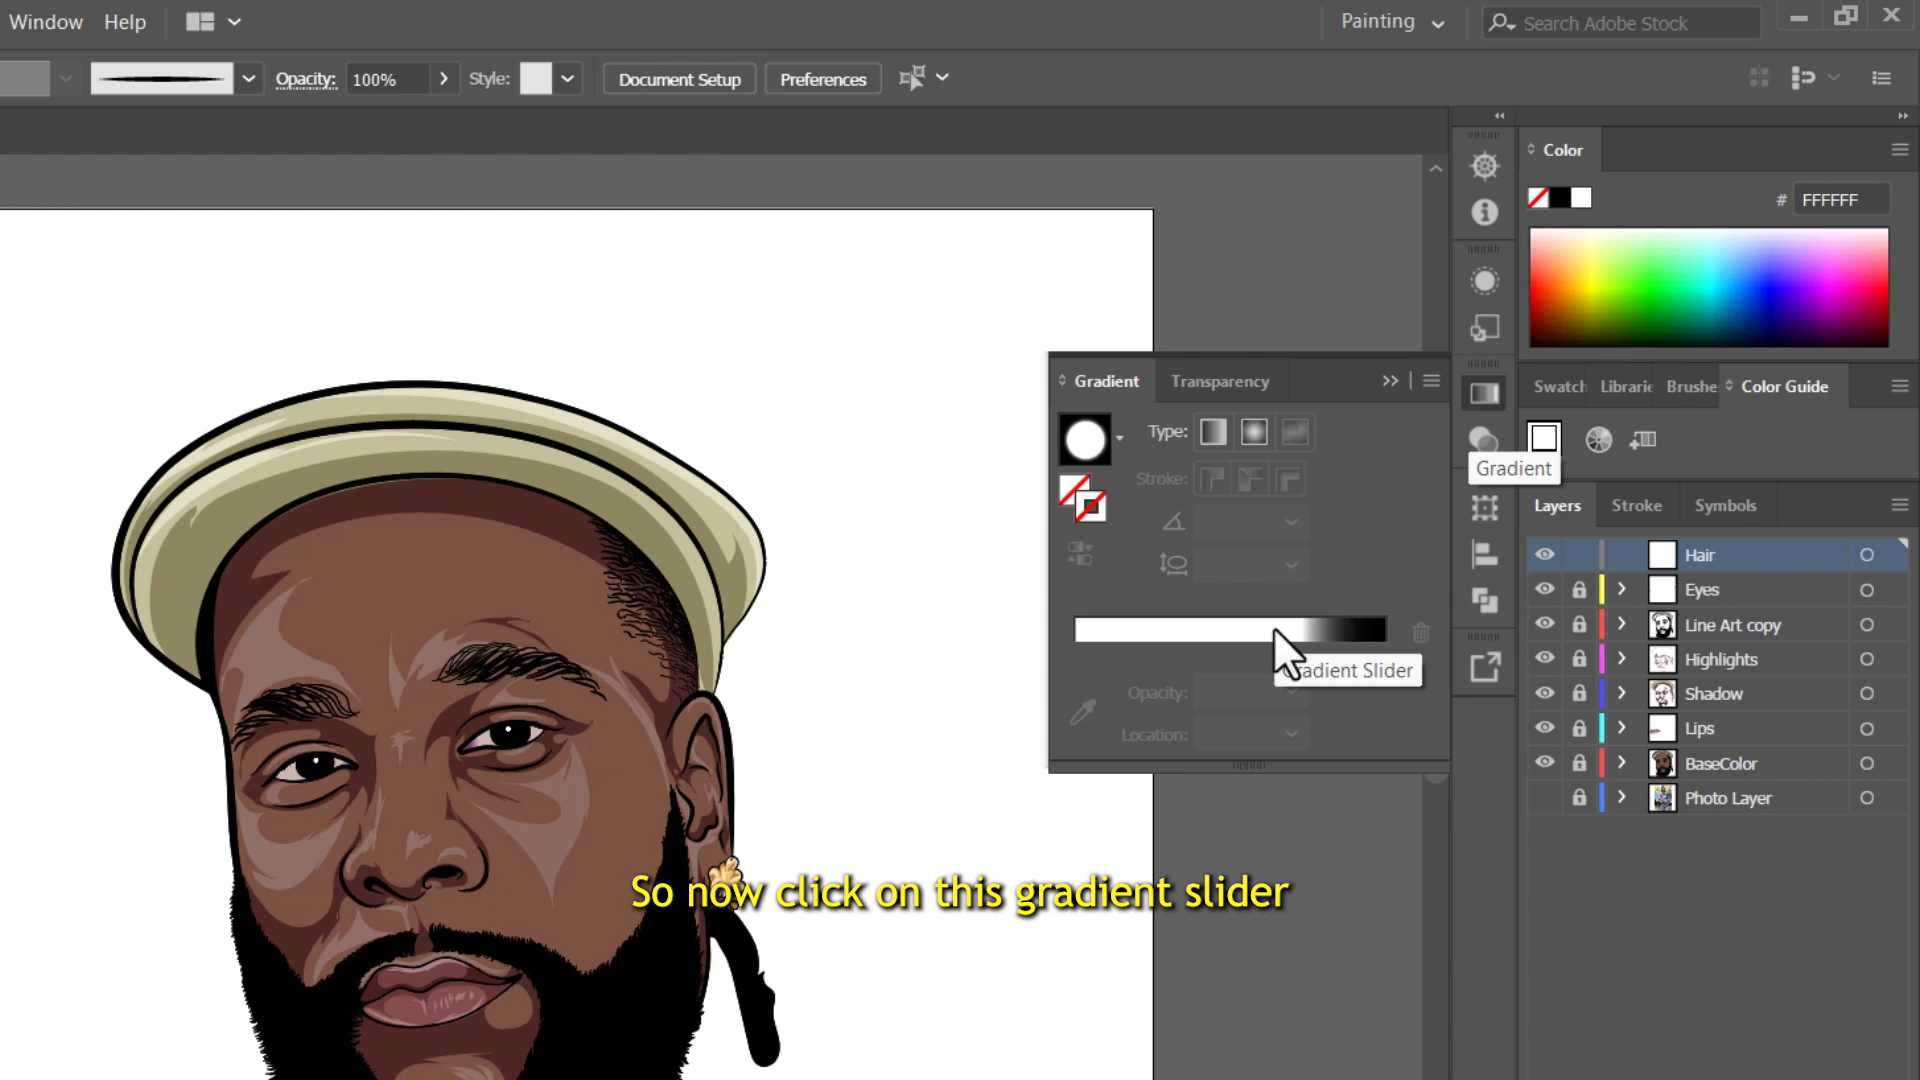 Window Help
Painting
Search Adobe Stock
Opacity: 100% Style:
Document Setup
Preferences
Color
# FFFFFF
Gradient
Transparency
Type:
Stroke:
Gradient Slider
Opacity:
Location:
Swatch Librarie Brushe Color Guide
Gradient
Layers Stroke Symbols
Hair
Eyes
Line Art copy
Highlights
Shadow
Lips
BaseColor
Photo Layer
So now click on this gradient slider